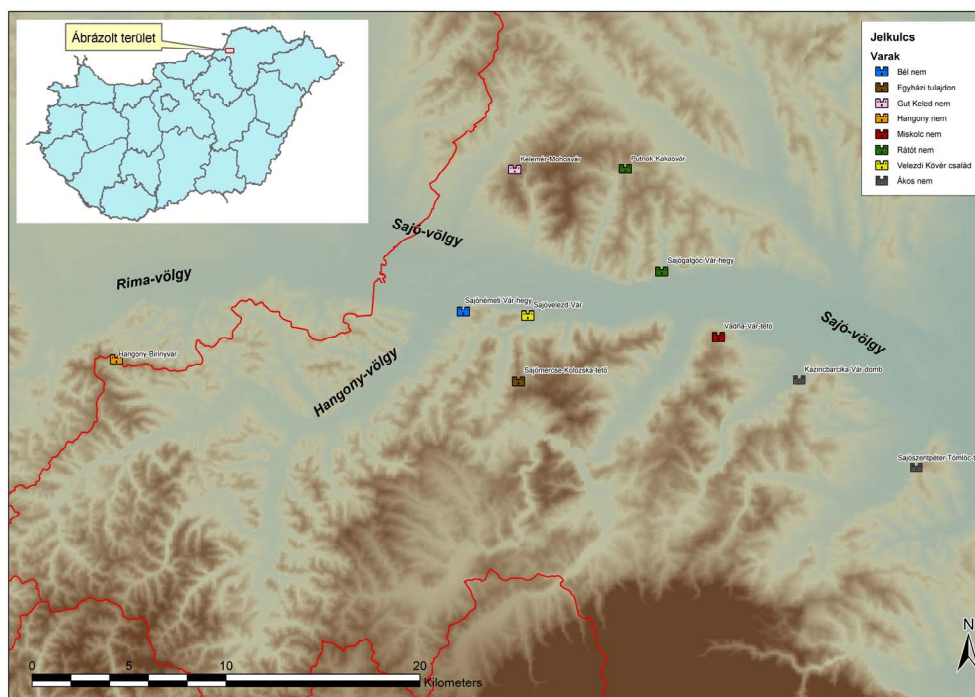 Ábrázolt terület
Jelkulcs
Varak
Bél nem
Egyházi tulajdon
Gut Keled nem
Hangony nem
Miskolc nem
Rátót nem
Velezdi Kövér család
Ákos nem
Kelemér-Mohosvár
Putnok-Kakasvár
Sajó-völgy
Rima-völgy
Sajógalgóc-Vár-hegy
Sajónémeti-Vár-hegy
Sajóvelezd-Vár
Sajó-völgy
Vadna-Vár-tető
Hangony-Birinyvár
Hangony-völgy
Sajómercse-Kolozska-tető
Kazincbarcika-Vár-domb
Sajószentpéter-Tömlöc-t
N
0 5 10 20
Kilometers